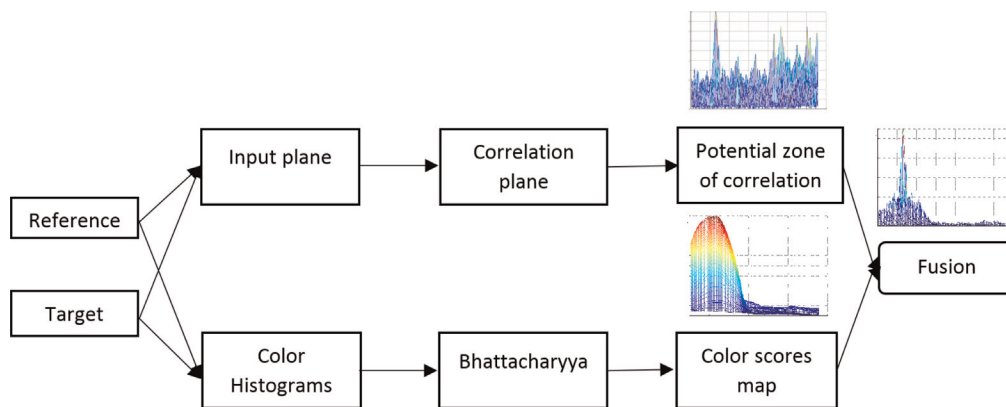 Input plane
Correlation
plane
Potential zone
of correlation
Reference
Target
Fusion
Color
Histograms
Bhattacharyya
Color scores
map